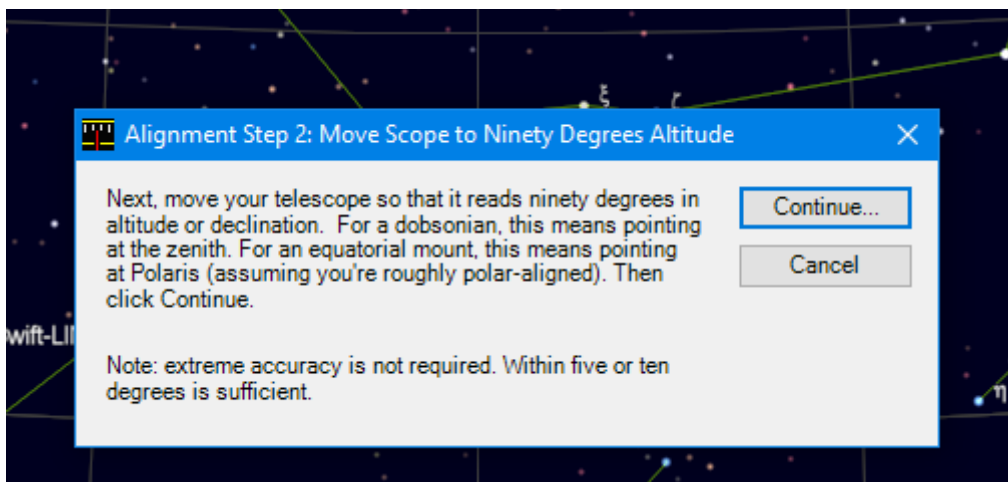 ξ
ζ
Alignment Step 2: Move Scope to Ninety Degrees Altitude
Next, move your telescope so that it reads ninety degrees in
altitude or declination.  For a dobsonian, this means pointing
at the zenith. For an equatorial mount, this means pointing
at Polaris (assuming you're roughly polar-aligned). Then
click Continue.
Continue...
Cancel
wift-LI
Note: extreme accuracy is not required. Within five or ten
degrees is sufficient.
η